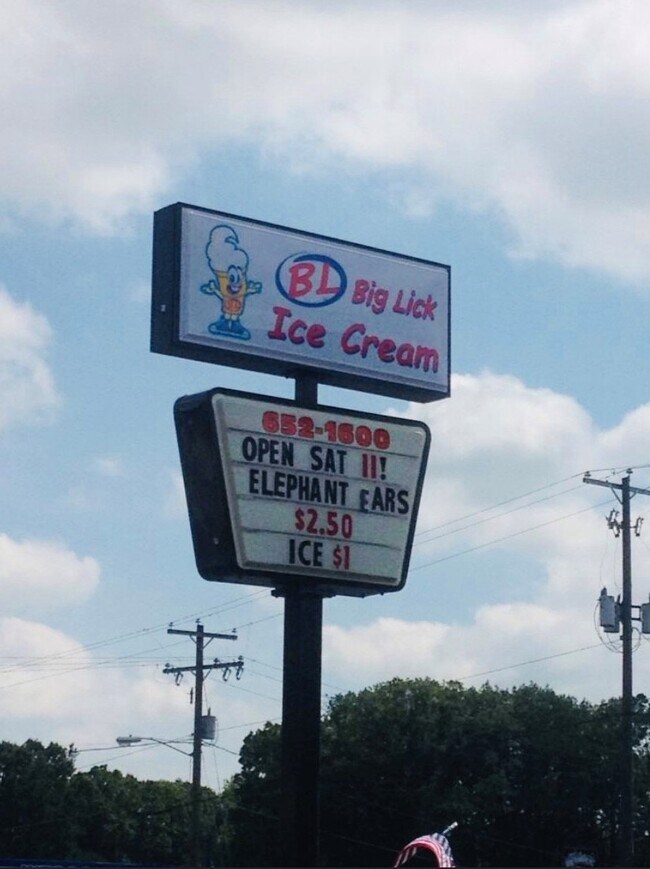 BL Big Lick
Ice Cream
652-1600
OPEN SAT 11!
ELEPHANT EARS
$2.50
ICE $1